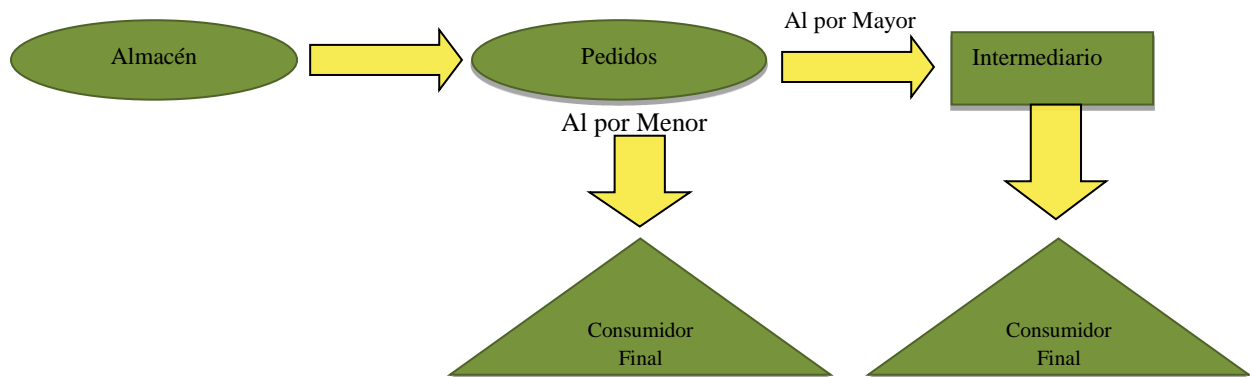 Al por Mayor
Almacén
Pedidos
Intermediario
Al por Menor
Consumidor
Final
Consumidor
Final